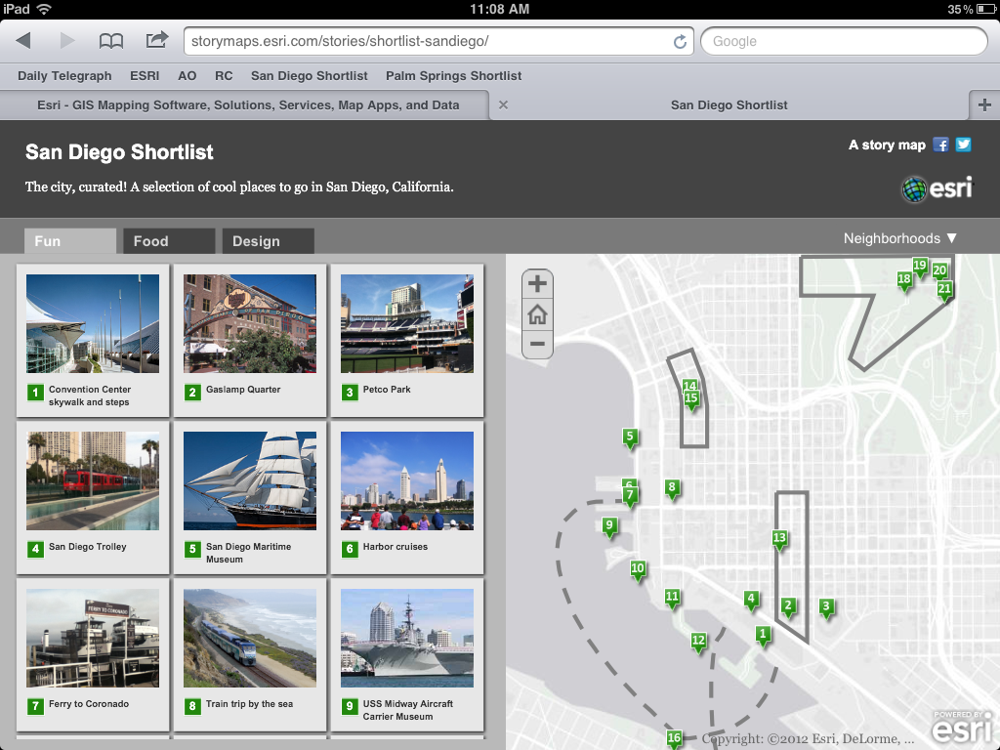 iPad
11:08 AM
35%
storymaps.esri.com/stories/shortlist-sandiego/
Google
Daily Telegraph ESRI AO RC San Diego Shortlist Palm Springs Shortlist
Esri - GIS Mapping Software, Solutions, Services, Map Apps, and Data
San Diego Shortlist
San Diego Shortlist
A story map
The city, curated! A selection of cool places to go in San Diego, California.
esri
Fun Food Design
Neighborhoods ▼
1 Convention Center
skywalk and steps
2 Gaslamp Quarter
3 Petco Park
4 San Diego Trolley
5 San Diego Maritime
Museum
6 Harbor cruises
FERRY TO CORONADO
7 Ferry to Coronado
8 Train trip by the sea
9 USS Midway Aircraft
Carrier Museum
19
20
18
21
14
15
5
6
7
8
9
13
10
11
4
2
3
1
12
16
Copyright: ©2012 Esri, DeLorme, ...
POWERED BY
esri